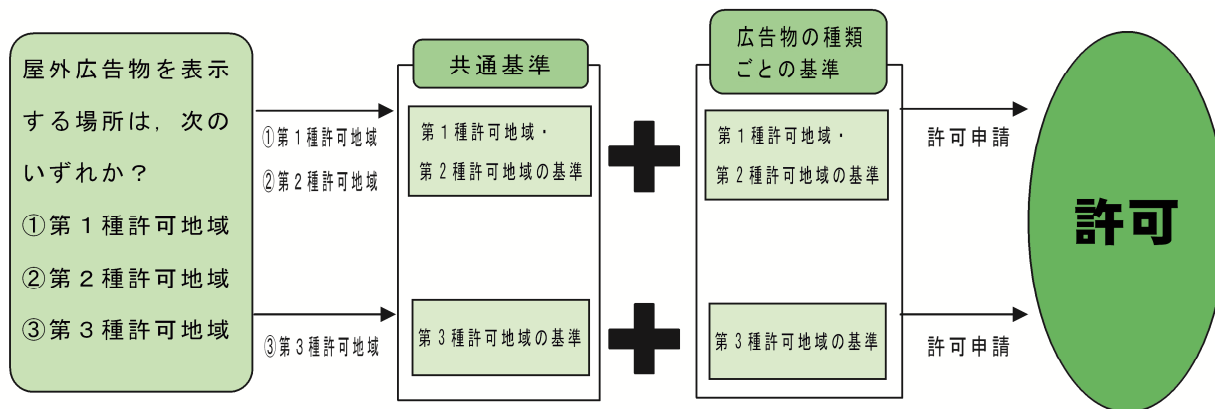 屋外広告物を表示
する場所は，次の
いずれか？
①第１種許可地域
②第２種許可地域
③第３種許可地域
①第１種許可地域
②第２種許可地域
③第３種許可地域
共通基準
第１種許可地域・
第２種許可地域の基準
第３種許可地域の基準
広告物の種類
ごとの基準
第１種許可地域・
第２種許可地域の基準
第３種許可地域の基準
許可申請
許可申請
許可